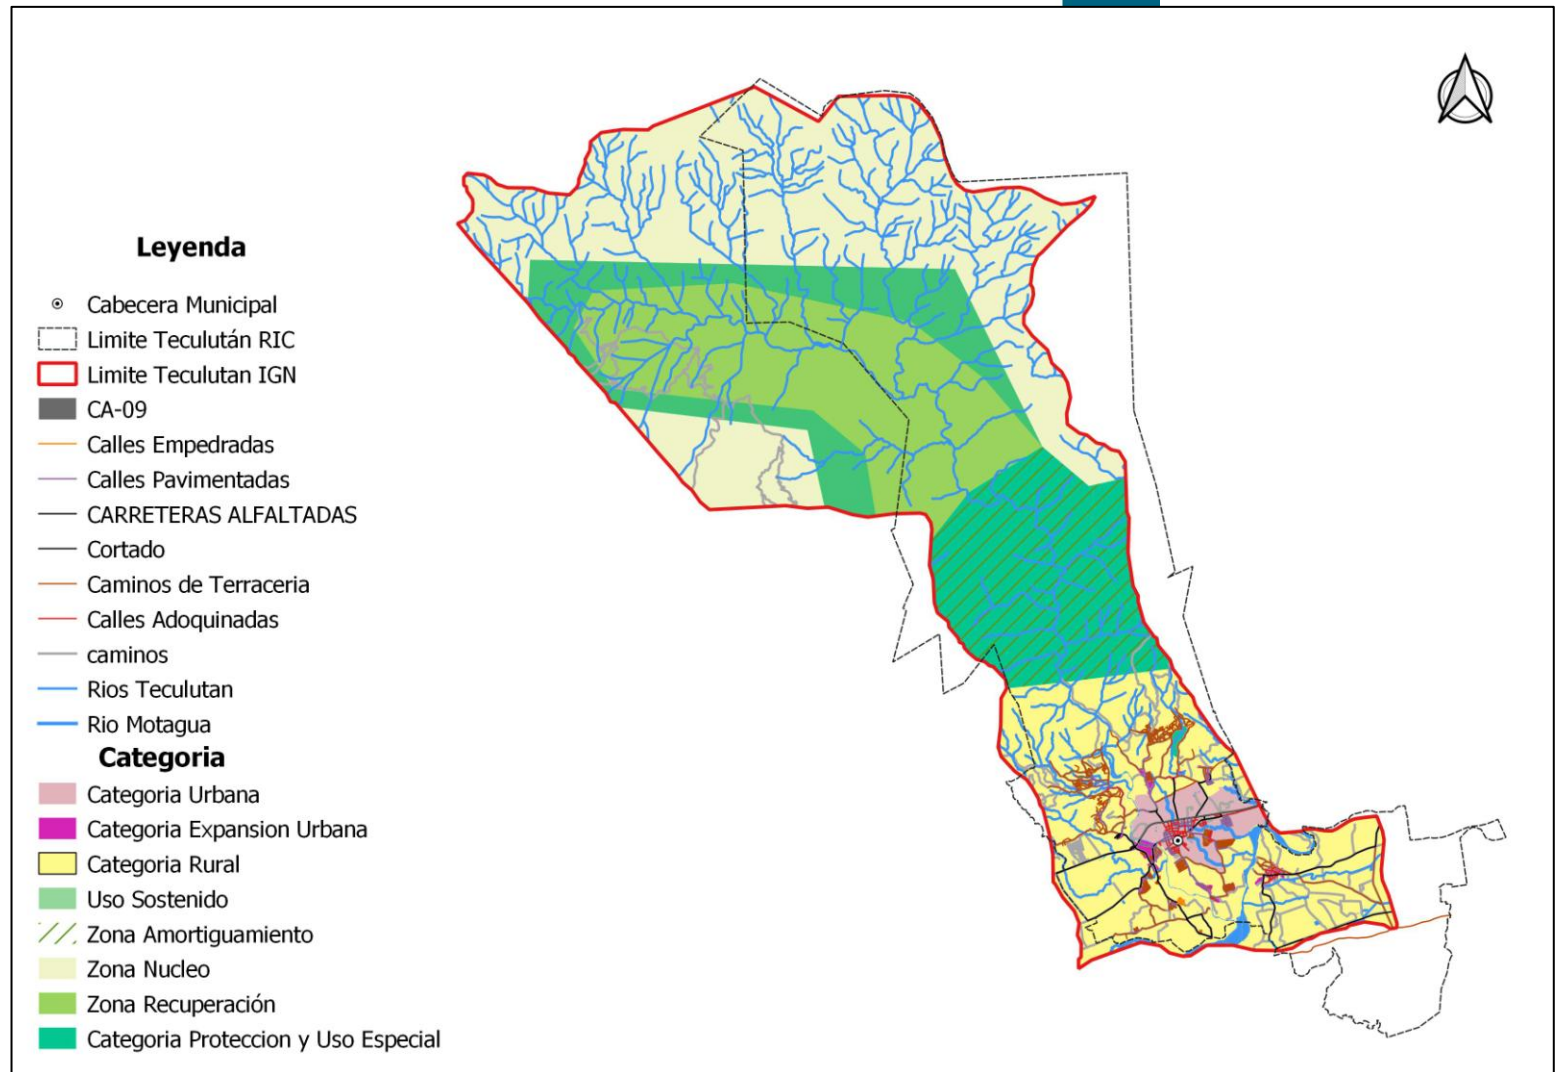 Leyenda
Cabecera Municipal
Limite Teculután RIC
Limite Teculutan IGN
CA-09
Calles Empedradas
Calles Pavimentadas
CARRETERAS ALFALTADAS
Cortado
Caminos de Terraceria
Calles Adoquinadas
caminos
Rios Teculutan
Rio Motagua
Categoria
Categoria Urbana
Categoria Expansion Urbana
Categoria Rural
Uso Sostenido
Zona Amortiguamiento
Zona Nucleo
Zona Recuperación
Categoria Proteccion y Uso Especial